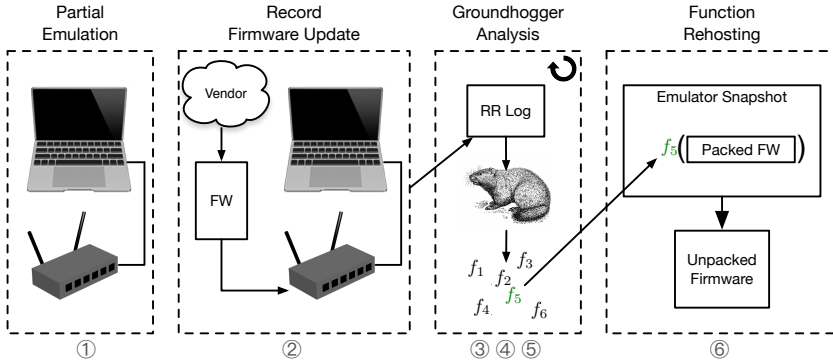 Partial
Emulation
Record
Firmware Update
Groundhogger
Analysis
Function
Rehosting
Vendor
FW
RR Log
f₁
f₂
f₃
f₄
f₅
f₆
Emulator Snapshot
f₅( Packed FW )
Unpacked
Firmware
①
②
③ ④ ⑤
⑥